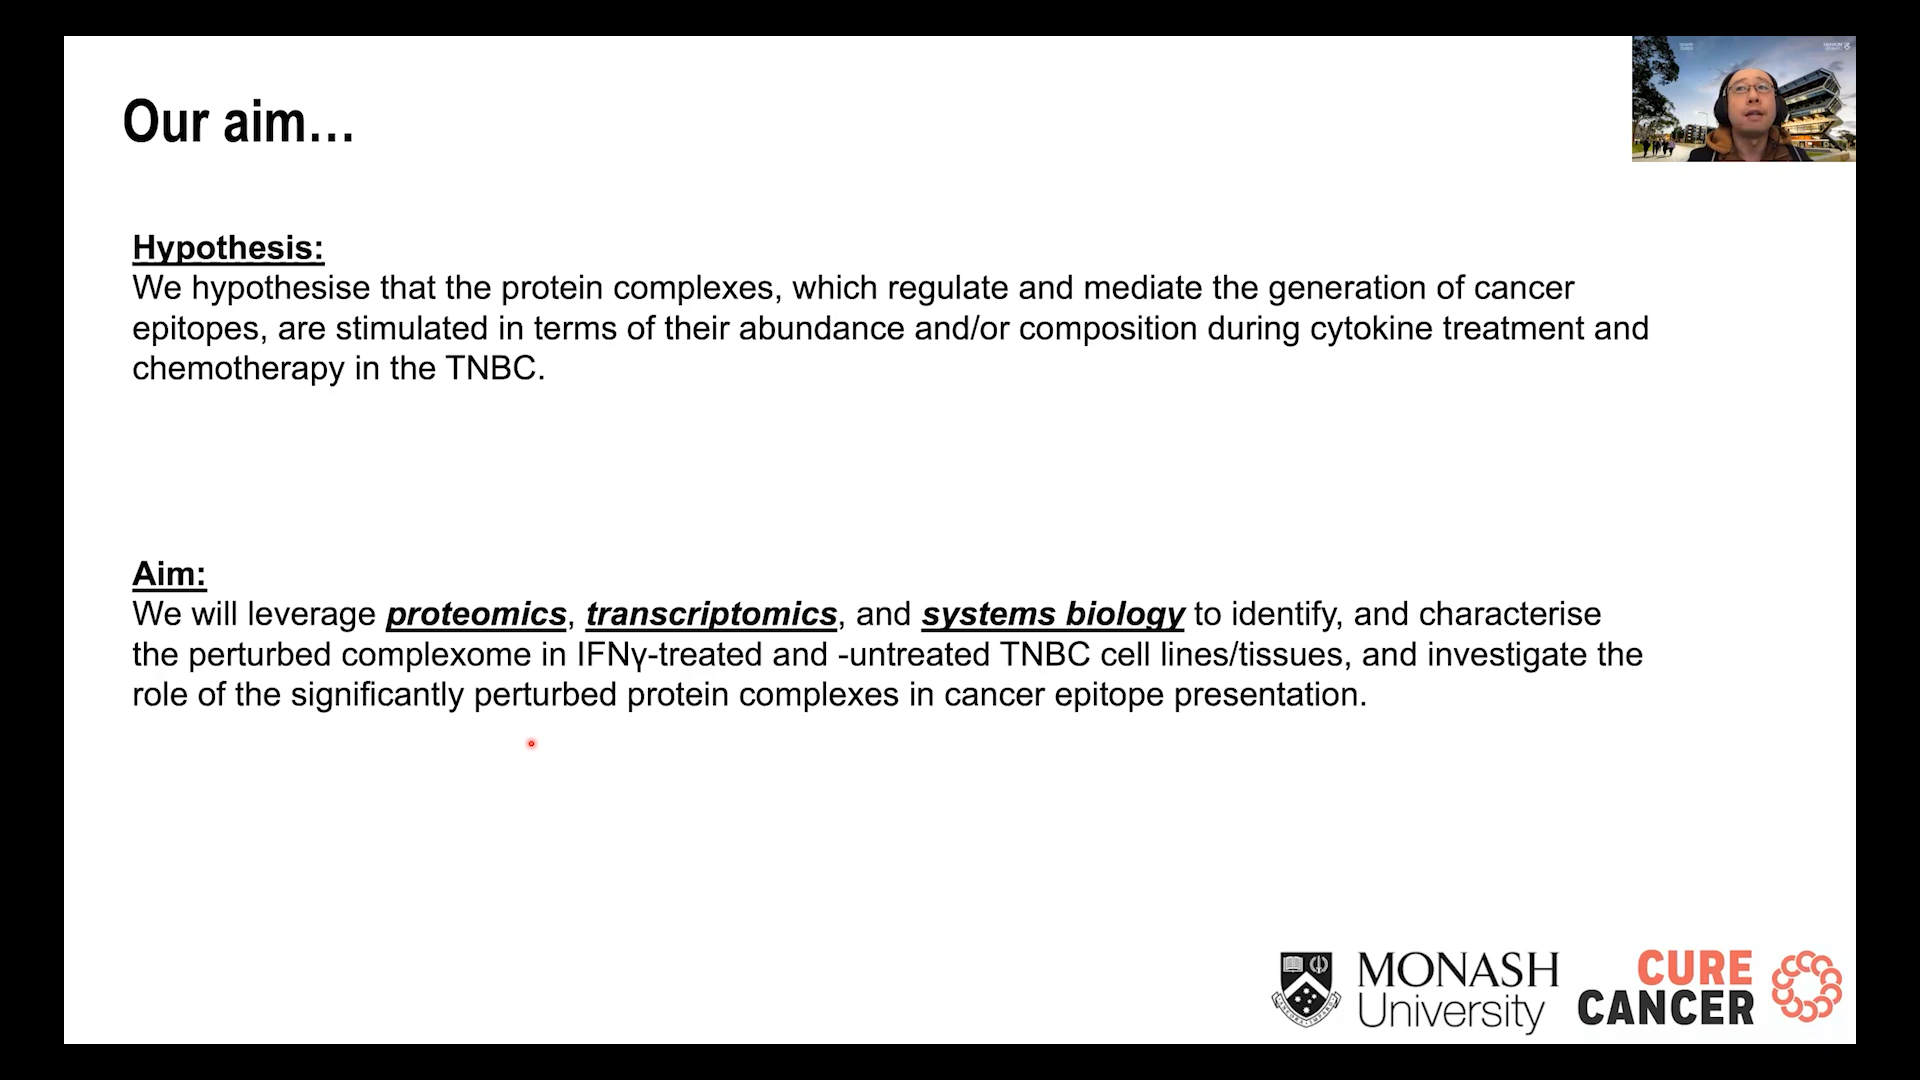 Our aim…
Hypothesis:
We hypothesise that the protein complexes, which regulate and mediate the generation of cancer
epitopes, are stimulated in terms of their abundance and/or composition during cytokine treatment and
chemotherapy in the TNBC.
Aim:
We will leverage proteomics, transcriptomics, and systems biology to identify, and characterise
the perturbed complexome in IFNγ-treated and -untreated TNBC cell lines/tissues, and investigate the
role of the significantly perturbed protein complexes in cancer epitope presentation.
MONASH
University
CURE
CANCER